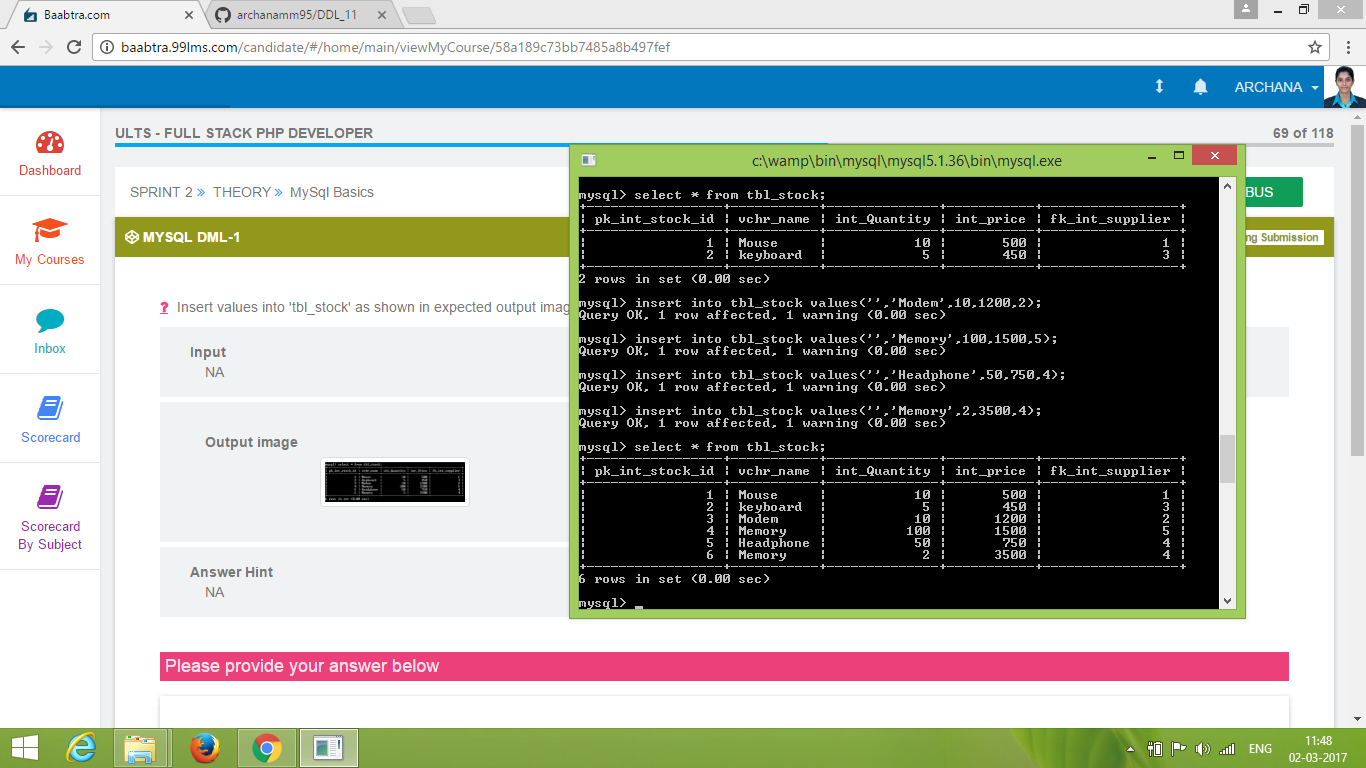 Baabtra.com
archanamm95/DDL_11
baabtra.99lms.com/candidate/#/home/main/viewMyCourse/58a189c73bb7485a8b497fef
ARCHANA
Dashboard
My Courses
Inbox
Scorecard
Scorecard
By Subject
ULTS - FULL STACK PHP DEVELOPER
69 of 118
SPRINT 2 » THEORY » MySql Basics
BUS
MYSQL DML-1
ng Submission
? Insert values into 'tbl_stock' as shown in expected output imag
Input
NA
Output image
Answer Hint
NA
Please provide your answer below
c:\wamp\bin\mysql\mysql5.1.36\bin\mysql.exe
mysql> select * from tbl_stock;
| pk_int_stock_id | vchr_name | int_Quantity | int_price | fk_int_supplier |
| 1 | Mouse | 10 | 500 | 1 |
| 2 | keyboard | 5 | 450 | 3 |
2 rows in set (0.00 sec)
mysql> insert into tbl_stock values('','Modem',10,1200,2);
Query OK, 1 row affected, 1 warning (0.00 sec)
mysql> insert into tbl_stock values('','Memory',100,1500,5);
Query OK, 1 row affected, 1 warning (0.00 sec)
mysql> insert into tbl_stock values('','Headphone',50,750,4);
Query OK, 1 row affected, 1 warning (0.00 sec)
mysql> insert into tbl_stock values('','Memory',2,3500,4);
Query OK, 1 row affected, 1 warning (0.00 sec)
mysql> select * from tbl_stock;
| pk_int_stock_id | vchr_name | int_Quantity | int_price | fk_int_supplier |
| 1 | Mouse | 10 | 500 | 1 |
| 2 | keyboard | 5 | 450 | 3 |
| 3 | Modem | 10 | 1200 | 2 |
| 4 | Memory | 100 | 1500 | 5 |
| 5 | Headphone | 50 | 750 | 4 |
| 6 | Memory | 2 | 3500 | 4 |
6 rows in set (0.00 sec)
mysql> _
ENG
11:48
02-03-2017